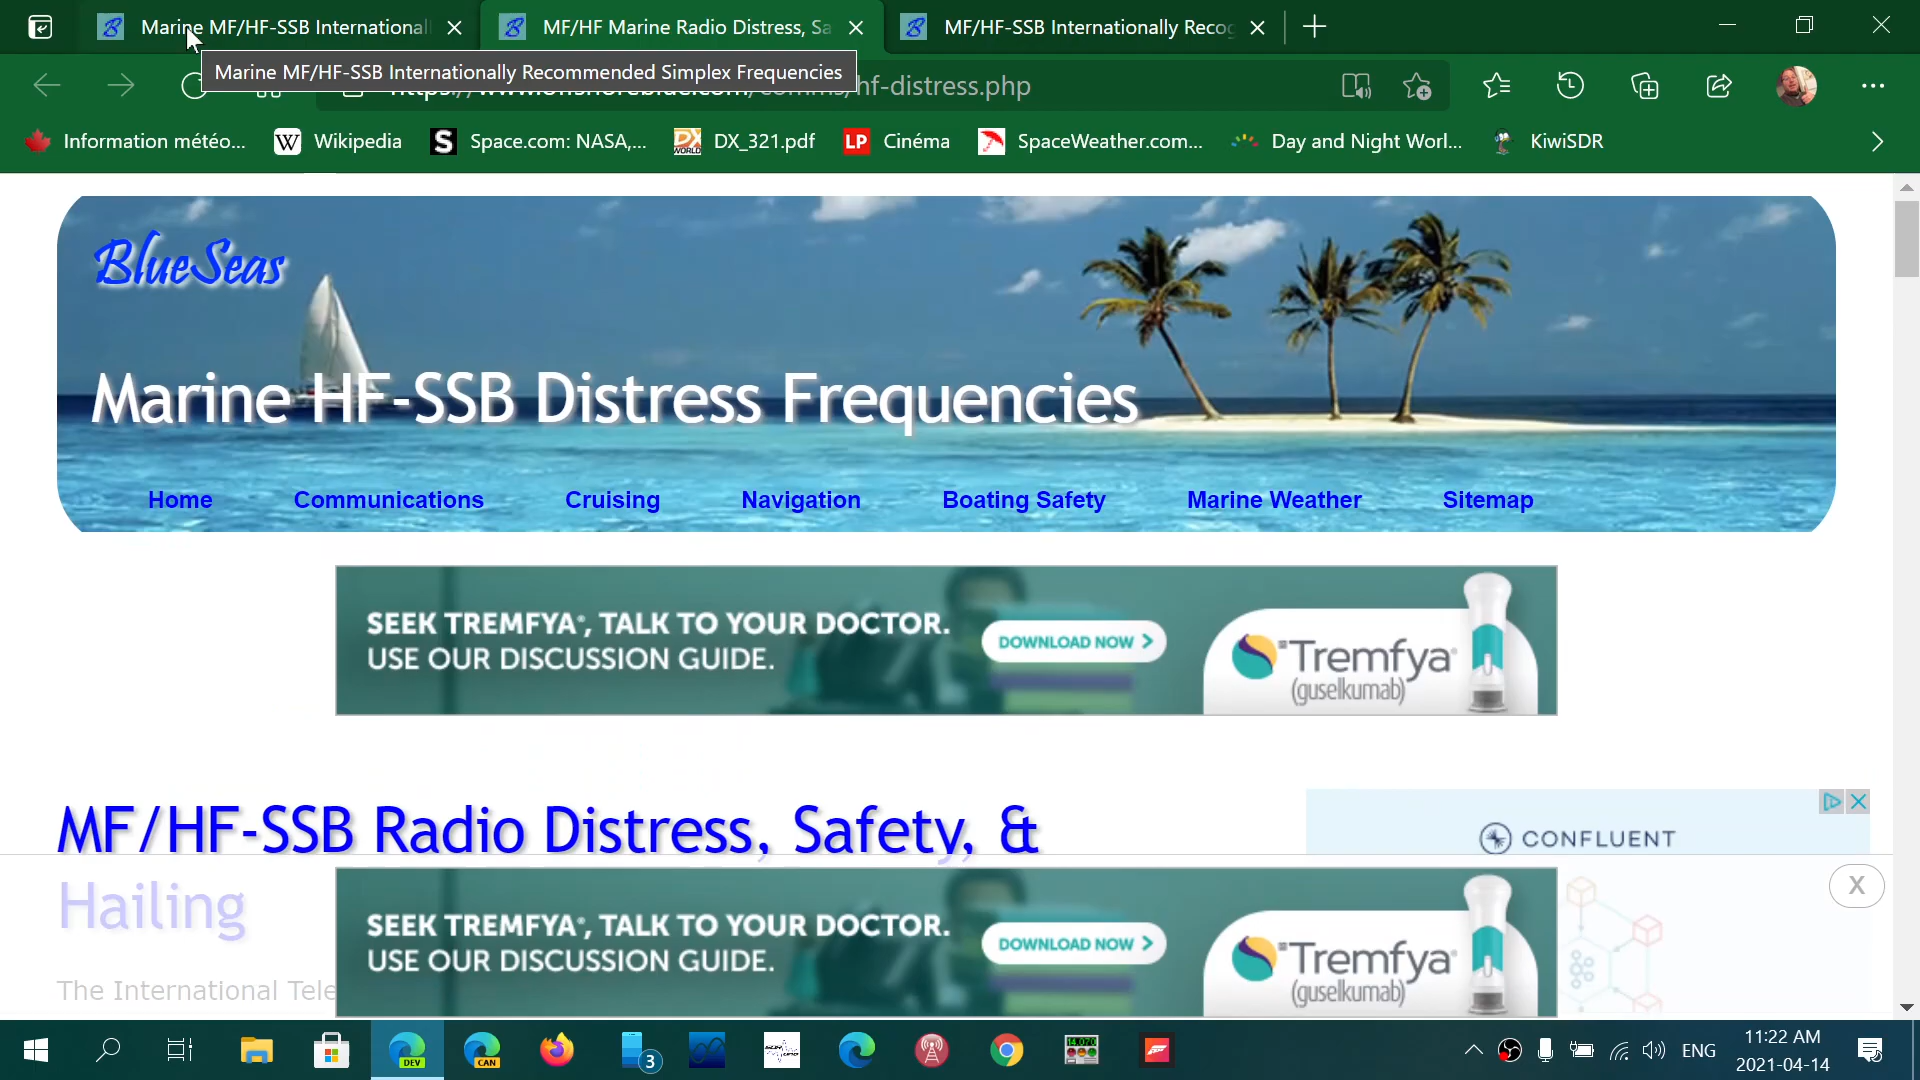 Marine MF/HF-SSB International
MF/HF Marine Radio Distress, Sa
MF/HF-SSB Internationally Recog
Marine MF/HF-SSB Internationally Recommended Simplex Frequencies
hf-distress.php
Information météo...
Wikipedia
Space.com: NASA,...
DX_321.pdf
Cinéma
SpaceWeather.com...
Day and Night Worl...
KiwiSDR
BlueSeas
Marine HF-SSB Distress Frequencies
Home
Communications
Cruising
Navigation
Boating Safety
Marine Weather
Sitemap
SEEK TREMFYA®, TALK TO YOUR DOCTOR.
USE OUR DISCUSSION GUIDE.
DOWNLOAD NOW
Tremfya®
(guselkumab)
MF/HF-SSB Radio Distress, Safety, &
Hailing
CONFLUENT
X
SEEK TREMFYA®, TALK TO YOUR DOCTOR.
USE OUR DISCUSSION GUIDE.
DOWNLOAD NOW
Tremfya®
(guselkumab)
The International Tele
DEV
CAN
3
14.070
ENG
11:22 AM
2021-04-14